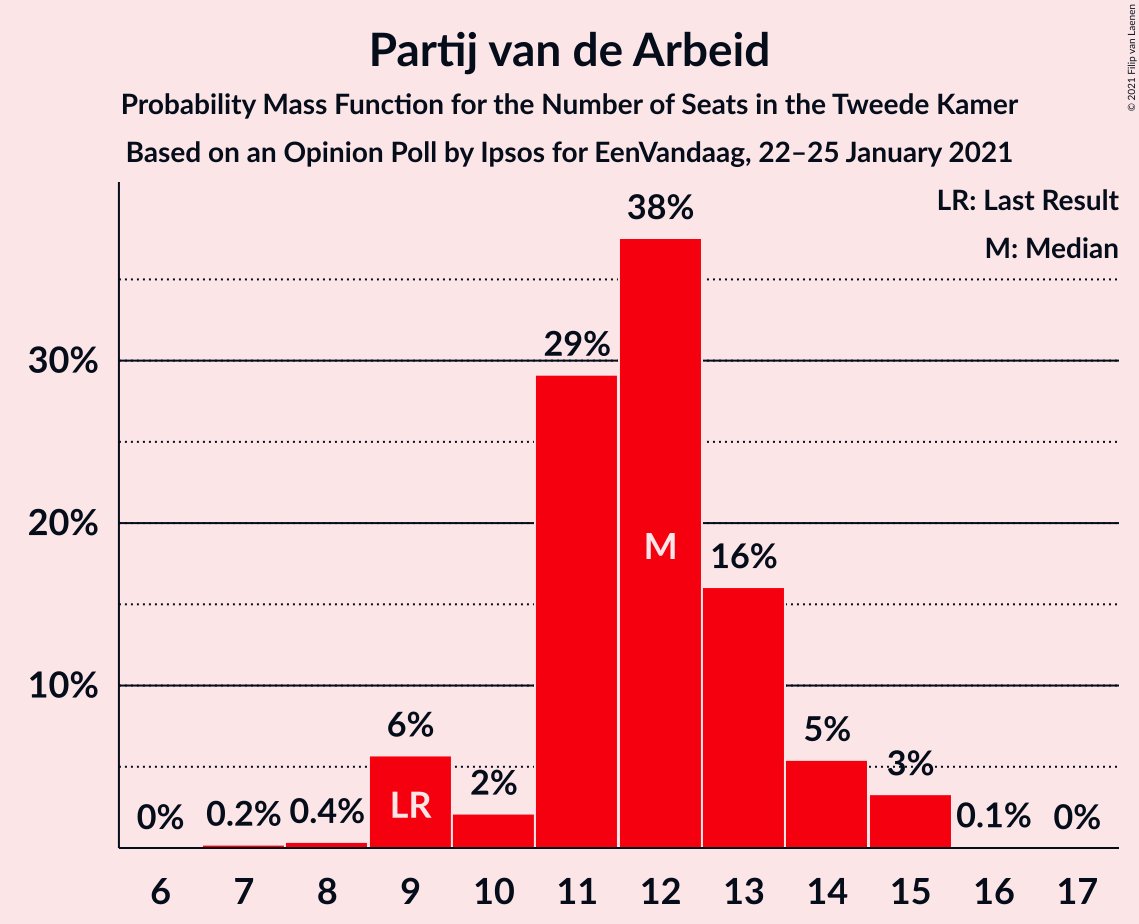 Partij van de Arbeid
Probability Mass Function for the Number of Seats in the Tweede Kamer
Based on an Opinion Poll by Ipsos for EenVandaag, 22–25 January 2021
© 2021 Filip van Laenen
LR: Last Result
M: Median
38%
29%
30%
20%
M
16%
10%
6%
5%
3%
2%
LR
0% 0.2% 0.4% 0.1% 0%
6 7 8 9 10 11 12 13 14 15 16 17